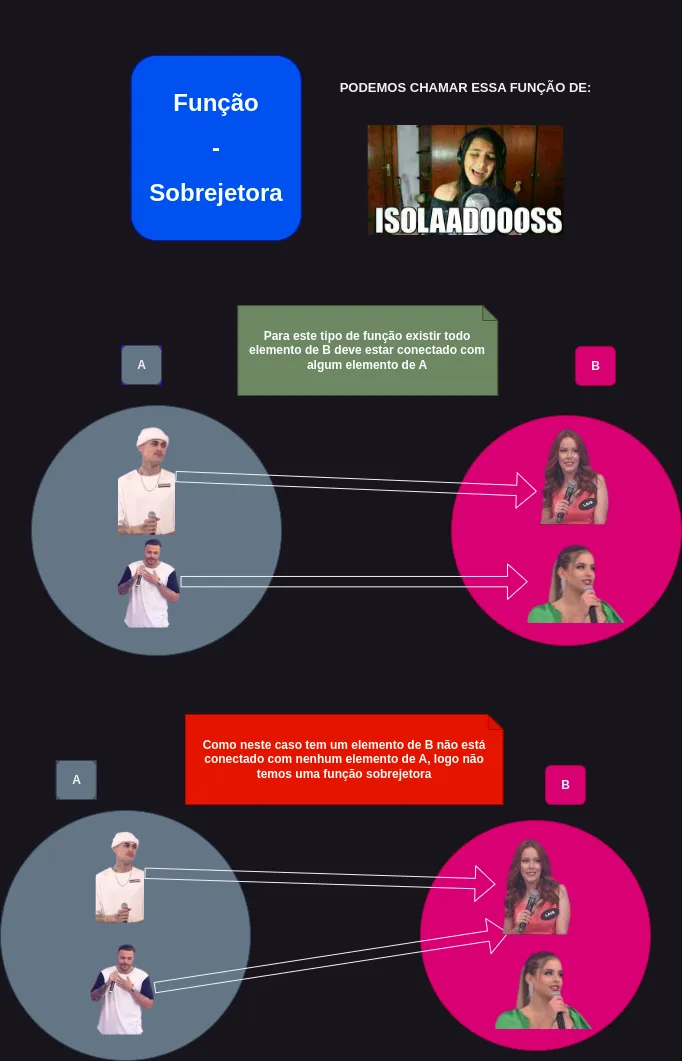 Função
-
Sobrejetora
PODEMOS CHAMAR ESSA FUNÇÃO DE:
ISOLAADOOOSS
Para este tipo de função existir todo
elemento de B deve estar conectado com
algum elemento de A
A
B
LAIS
Como neste caso tem um elemento de B não está
conectado com nenhum elemento de A, logo não
temos uma função sobrejetora
A
B
LAIS